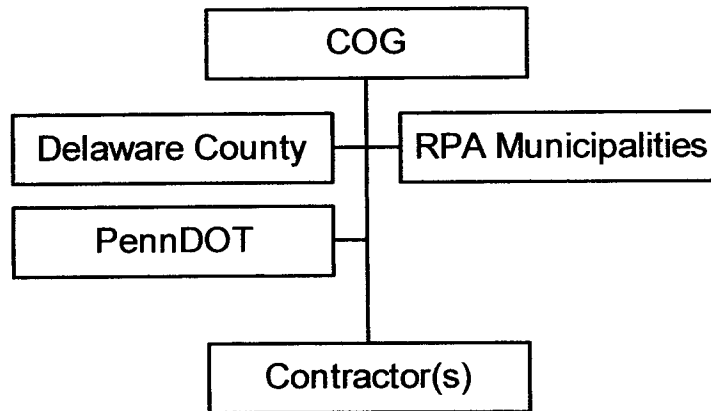 COG
Delaware County
RPA Municipalities
PennDOT
Contractor(s)